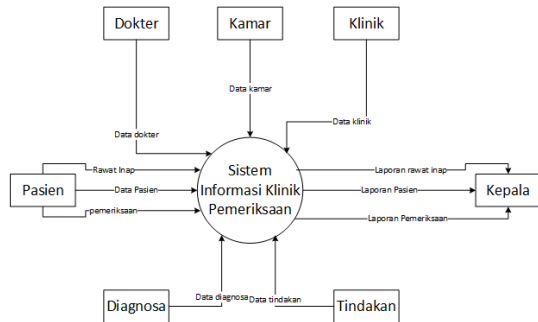 Dokter
Kamar
Klinik
Data kamar
Data klinik
Data dokter
Rawat Inap
Data Pasien
pemeriksaan
Pasien
Sistem
Informasi Klinik
Pemeriksaan
Laporan rawat inap
Laporan Pasien
Laporan Pemeriksaan
Kepala
Data diagnosa
Data tindakan
Diagnosa
Tindakan